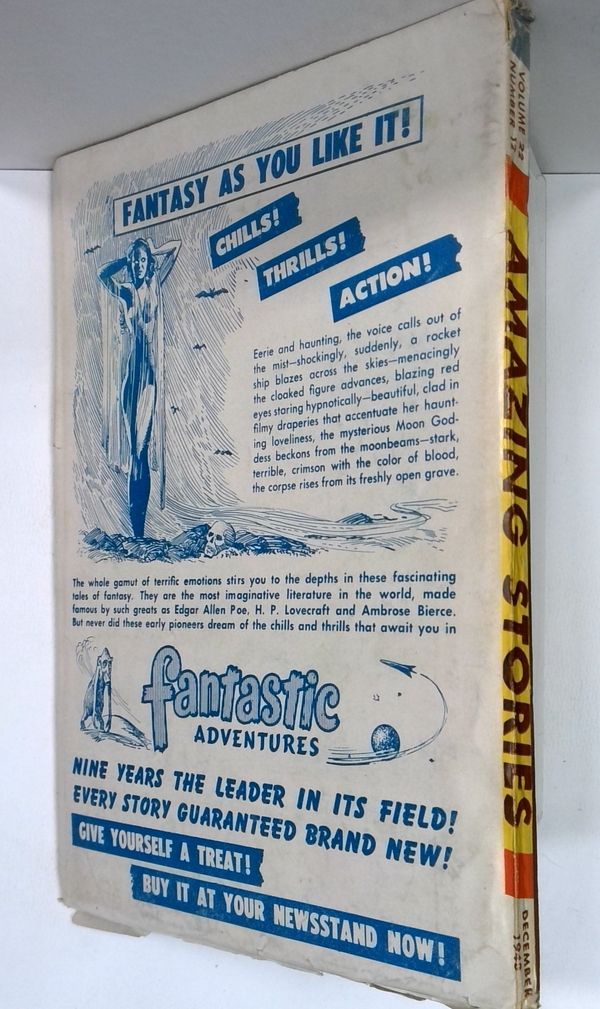 FANTASY AS YOU LIKE IT!
CHILLS!
THRILLS!
ACTION!
Eerie and haunting, the voice calls out of
the mist—shockingly, suddenly, a rocket
ship blazes across the skies—menacingly
the cloaked figure advances, blazing red
eyes staring hypnotically—beautiful, clad in
filmy draperies that accentuate her haunt-
ing loveliness, the mysterious Moon God-
dess beckons from the moonbeams—stark,
terrible, crimson with the color of blood,
the corpse rises from its freshly open grave.
The whole gamut of terrific emotions stirs you to the depths in these fascinating
tales of fantasy. They are the most imaginative literature in the world, made
famous by such greats as Edgar Allen Poe, H. P. Lovecraft and Ambrose Bierce.
But never did these early pioneers dream of the chills and thrills that await you in
fantastic
ADVENTURES
NINE YEARS THE LEADER IN ITS FIELD!
EVERY STORY GUARANTEED BRAND NEW!
GIVE YOURSELF A TREAT!
BUY IT AT YOUR NEWSSTAND NOW!
VOLUME 22
NUMBER 12
AMAZING STORIES
DECEMBER